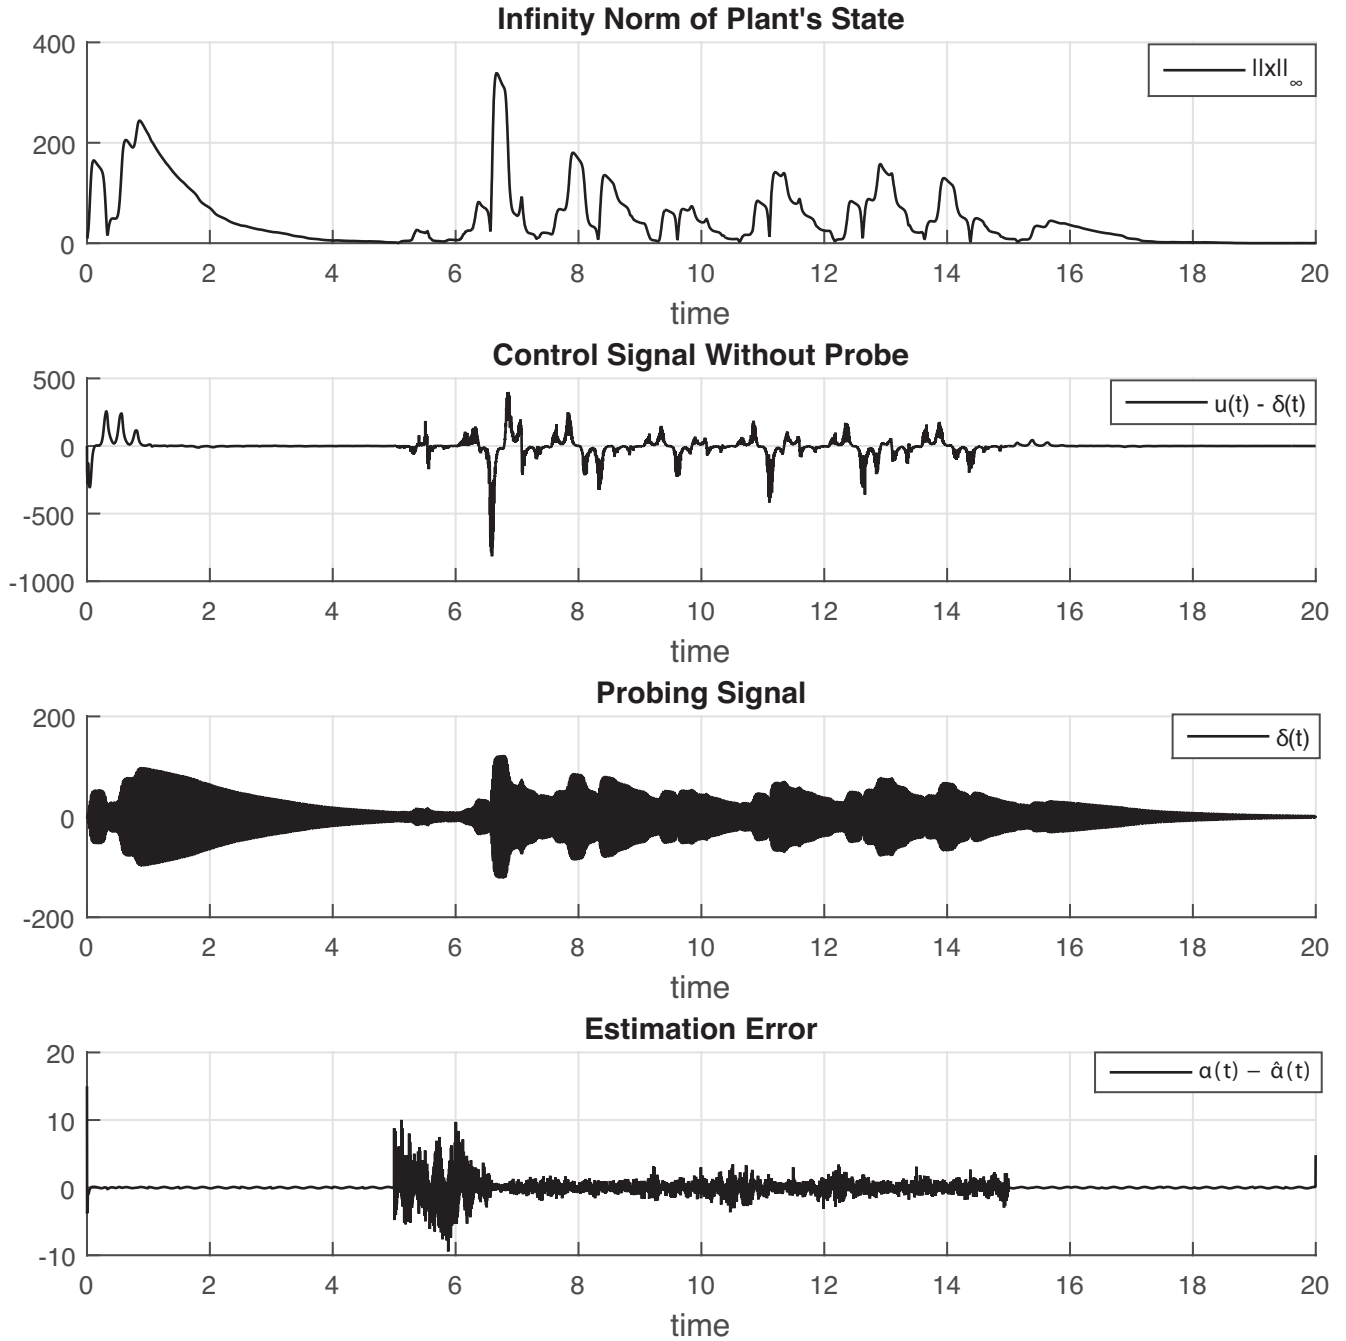 Infinity Norm of Plant's State
400
||x||∞
200
0
0 2 4 6 8 10 12 14 16 18 20
time
Control Signal Without Probe
500
u(t) - δ(t)
0
-500
-1000
0 2 4 6 8 10 12 14 16 18 20
time
Probing Signal
200
δ(t)
0
-200
0 2 4 6 8 10 12 14 16 18 20
time
Estimation Error
20
α(t) − α̂(t)
10
0
-10
0 2 4 6 8 10 12 14 16 18 20
time